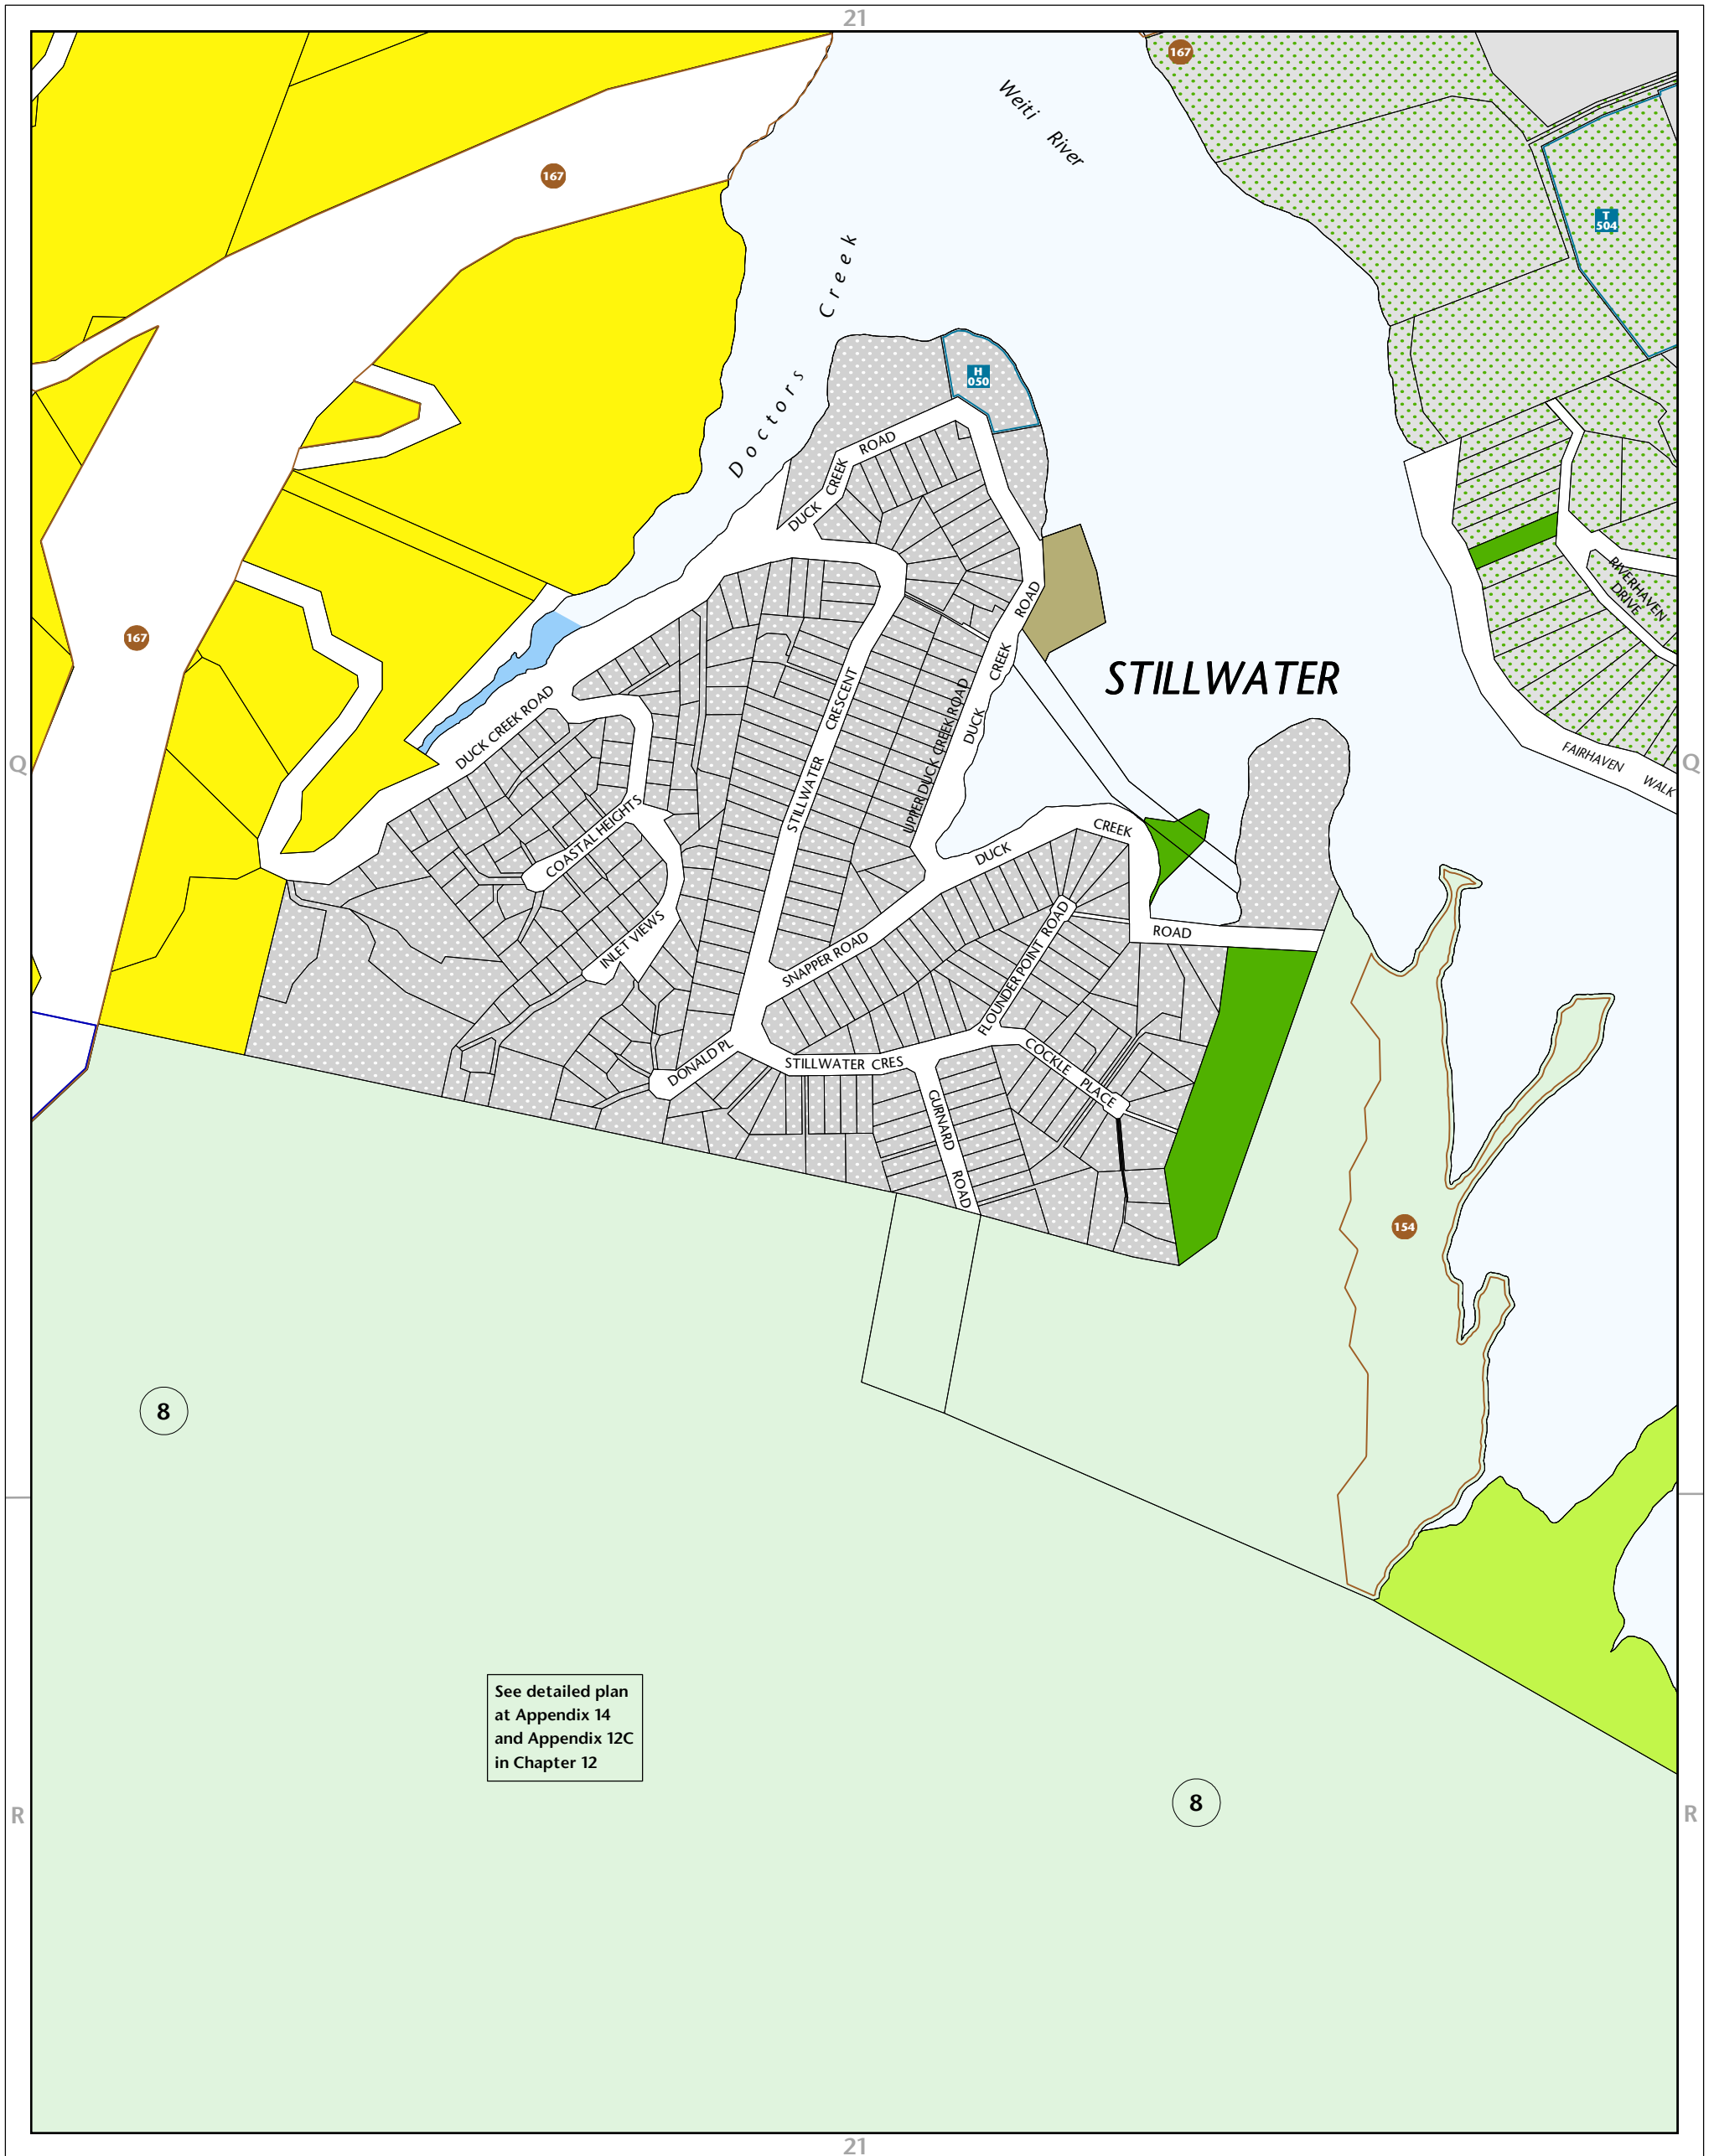 21
167
Weiti River
T
504
167
Doctors Creek
H
050
DUCK CREEK ROAD
167
RIVERHAVEN
DRIVE
STILLWATER
DUCK CREEK ROAD
DUCK CREEK ROAD
STILLWATER CRESCENT
UPPER DUCK CREEK ROAD
Q
Q
FAIRHAVEN WALK
COASTAL HEIGHTS
DUCK CREEK ROAD
INLET VIEWS
SNAPPER ROAD
FLOUNDER POINT ROAD
DONALD PL
STILLWATER CRES
COCKLE PLACE
GURNARD ROAD
154
8
See detailed plan
at Appendix 14
and Appendix 12C
in Chapter 12
8
R
R
21